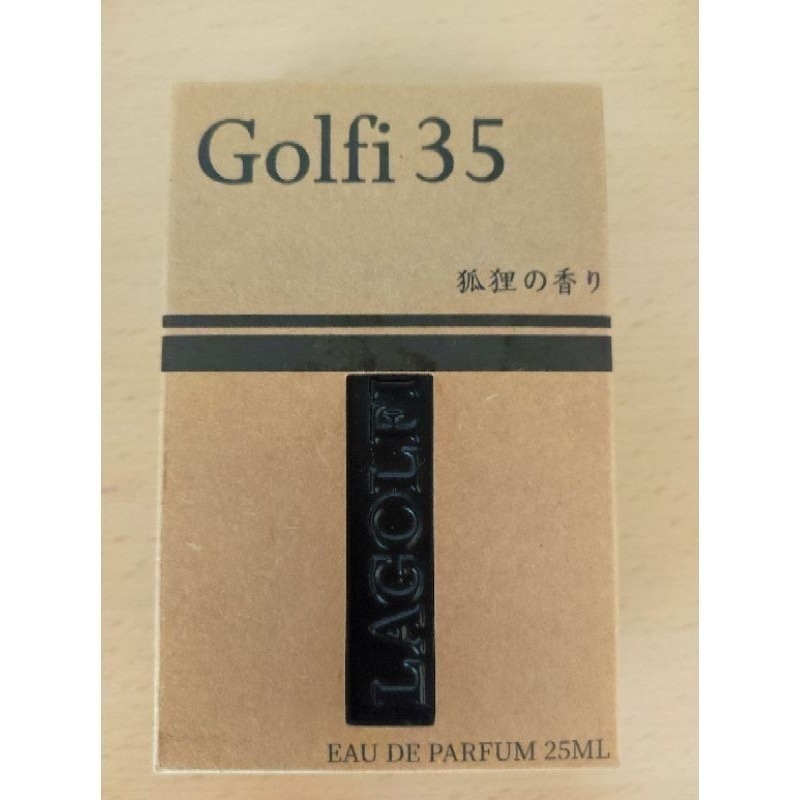 Golfi 35
狐狸の香り
LAGOLFI
EAU DE PARFUM 25ML